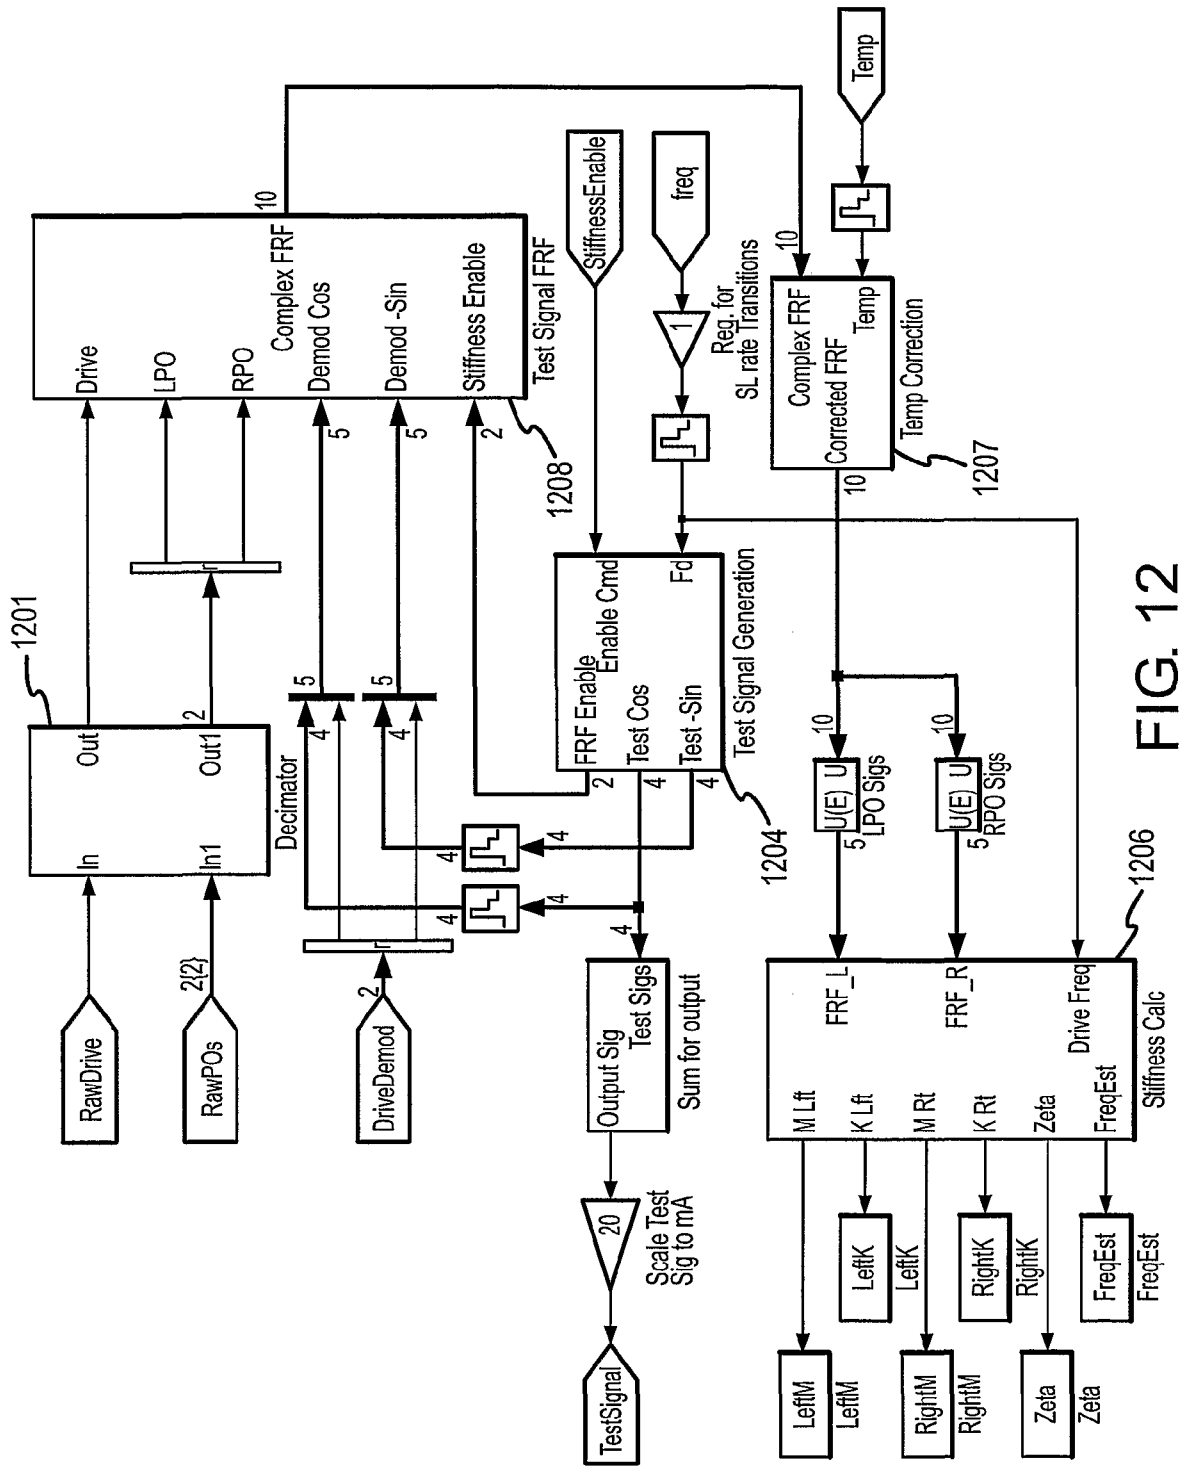 RawDrive
RawPOs
2{2}
In
In1
Out
Out1
2
Decimator
1201
r
Drive
LPO
RPO
Complex FRF
Demod Cos
Demod -Sin
Stiffness Enable
Test Signal FRF
10
5
5
2
1208
DriveDemod
2
r
4
4
5
5
4
4
4
4
StiffnessEnable
freq
1
Req. for
SL rate Transitions
FRF Enable
Enable Cmd
Test Cos
Fd
Test -Sin
Test Signal Generation
2
4
4
1204
4
Output Sig
Test Sigs
Sum for output
20
Scale Test
Sig to mA
TestSignal
Temp
10
Complex FRF
Corrected FRF
Temp
Temp Correction
1207
10
10
U(E) U
LPO Sigs
5
10
U(E) U
RPO Sigs
5
FRF_L
FRF_R
Drive Freq
M Lft
K Lft
M Rt
K Rt
Zeta
FreqEst
Stiffness Calc
1206
LeftM
LeftM
LeftK
LeftK
RightM
RightM
RightK
RightK
Zeta
Zeta
FreqEst
FreqEst
FIG. 12